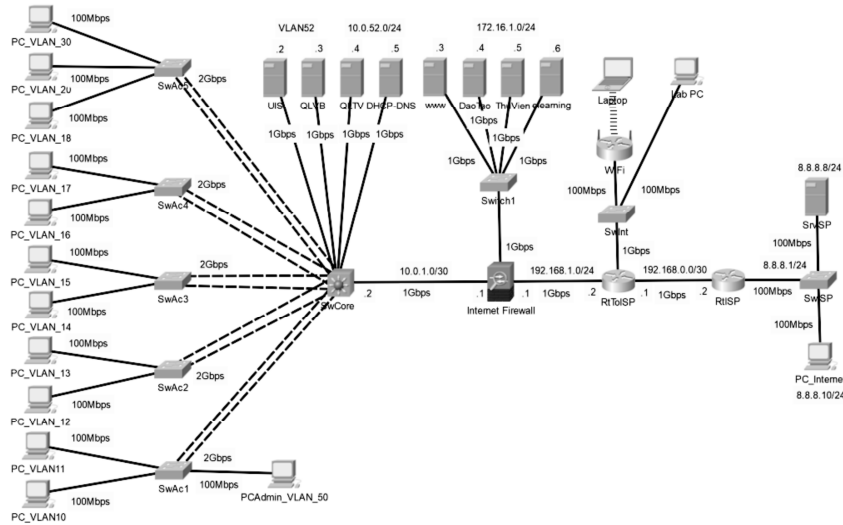 100Mbps
PC_VLAN_30
100Mbps
PC_VLAN_20
100Mbps
PC_VLAN_18
SwAc5
2Gbps
100Mbps
PC_VLAN_17
100Mbps
PC_VLAN_16
SwAc4
2Gbps
100Mbps
PC_VLAN_15
100Mbps
PC_VLAN_14
SwAc3
2Gbps
100Mbps
PC_VLAN_13
100Mbps
PC_VLAN_12
SwAc2
2Gbps
100Mbps
PC_VLAN11
100Mbps
PC_VLAN10
SwAc1
2Gbps
100Mbps
PCAdmin_VLAN_50
VLAN52 10.0.52.0/24
.2 .3 .4 .5
UIS QLVB QLTV DHCP-DNS
1Gbps 1Gbps 1Gbps 1Gbps
SwCore
.2
10.0.1.0/30
1Gbps
.1
172.16.1.0/24
.3 .4 .5 .6
www DaoTao ThuVien elearning
1Gbps 1Gbps
1Gbps 1Gbps
Switch1
1Gbps
Internet Firewall
.1
192.168.1.0/24
1Gbps
.2
RtToISP
Laptop
Lab PC
WiFi
100Mbps
100Mbps
SwInt
1Gbps
.1
192.168.0.0/30
1Gbps
.2
RtISP
8.8.8.1/24
100Mbps
8.8.8.8/24
SrvSP
100Mbps
SwISP
100Mbps
PC_Internet
8.8.8.10/24